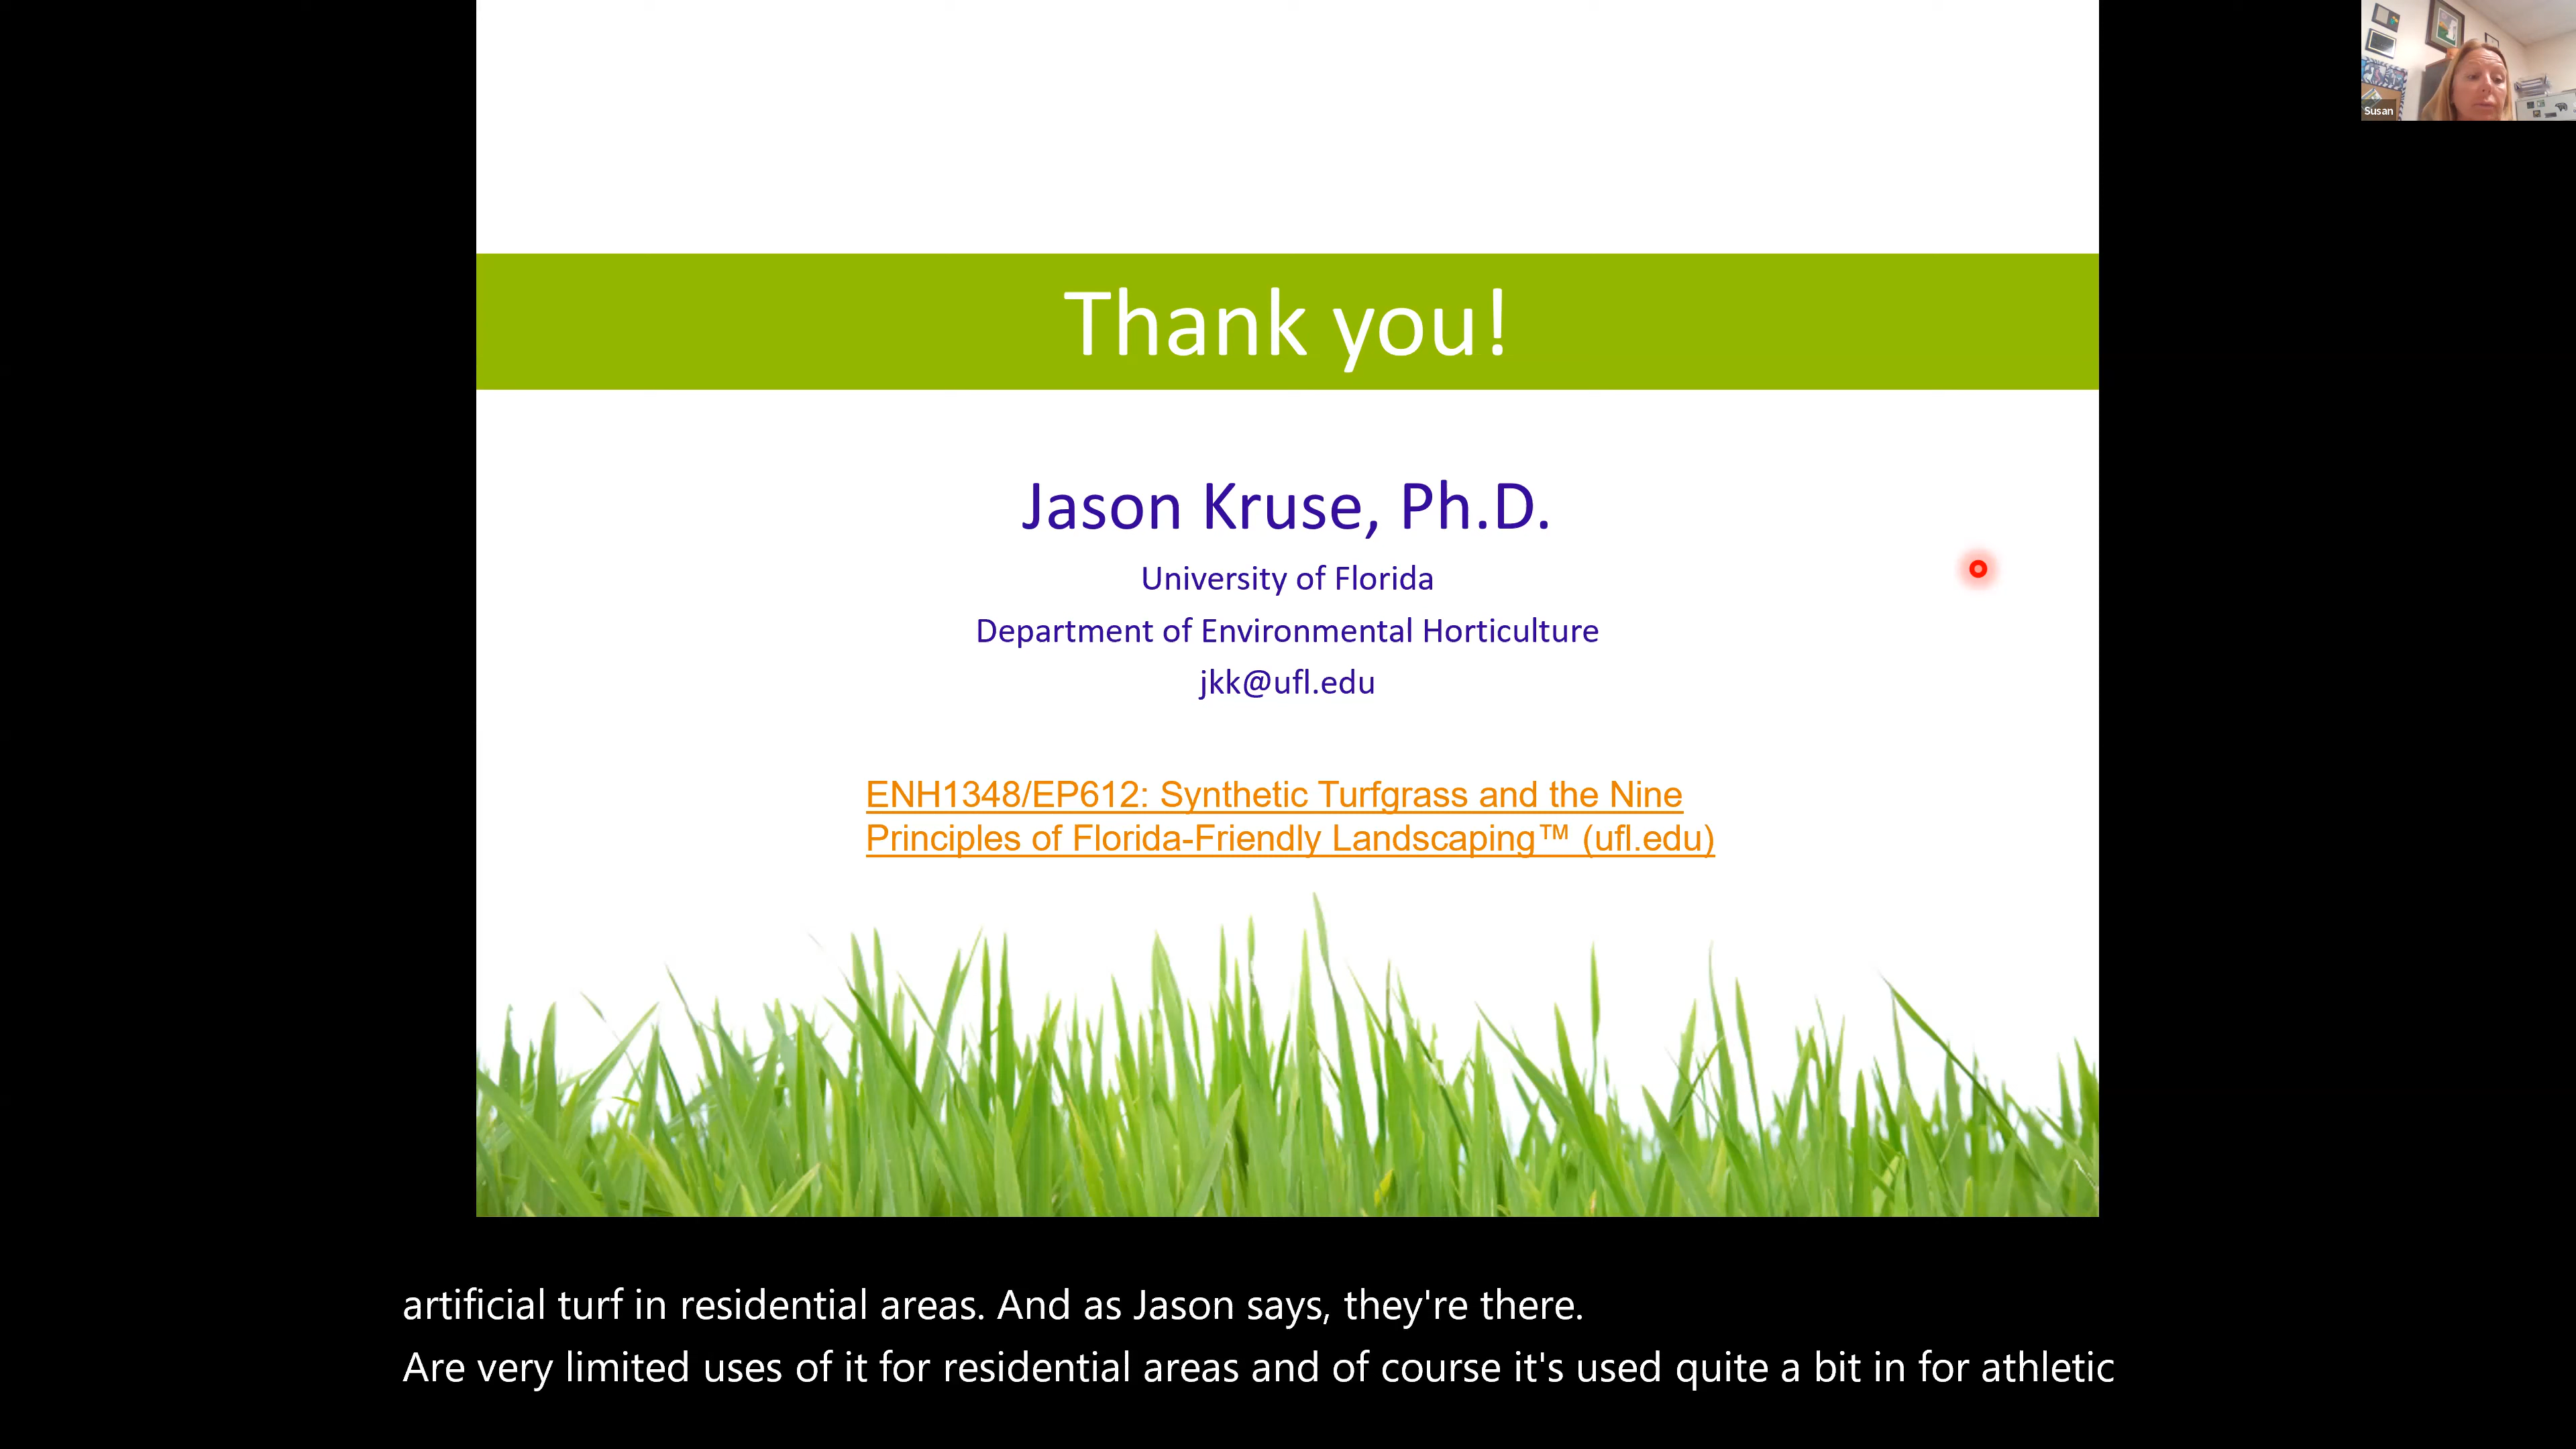 Susan
Thank you!
Jason Kruse, Ph.D.
University of Florida
Department of Environmental Horticulture
jkk@ufl.edu
ENH1348/EP612: Synthetic Turfgrass and the Nine
Principles of Florida-Friendly Landscaping™ (ufl.edu)
artificial turf in residential areas. And as Jason says, they're there.
Are very limited uses of it for residential areas and of course it's used quite a bit in for athletic